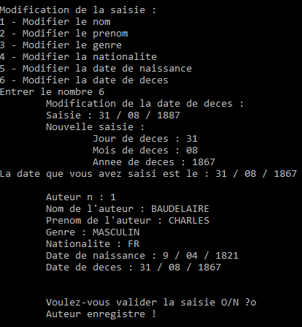 Modification de la saisie :
1 - Modifier le nom
2 - Modifier le prenom
3 - Modifier le genre
4 - Modifier la nationalite
5 - Modifier la date de naissance
6 - Modifier la date de deces
Entrer le nombre 6
Modification de la date de deces :
Saisie : 31 / 08 / 1887
Nouvelle saisie :
Jour de deces : 31
Mois de deces : 08
Annee de deces : 1867
La date que vous avez saisi est le : 31 / 08 / 1867
Auteur n : 1
Nom de l'auteur : BAUDELAIRE
Prenom de l'auteur : CHARLES
Genre : MASCULIN
Nationalite : FR
Date de naissance : 9 / 04 / 1821
Date de deces : 31 / 08 / 1867
Voulez-vous valider la saisie O/N ?o
Auteur enregistre !